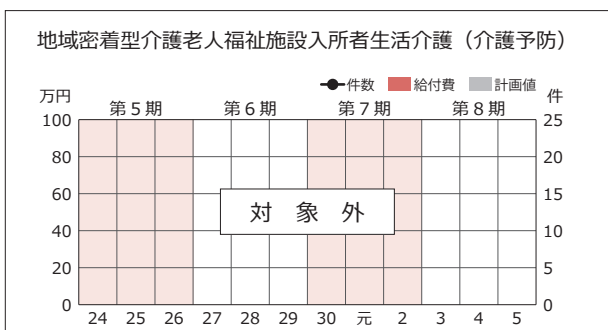 地域密着型介護老人福祉施設入所者生活介護（介護予防）
件数 給付費 計画値
万円 件
第5期 第6期 第7期 第8期
100 25
80 20
60 15
対象外
40 10
20 5
0 0
24 25 26 27 28 29 30 元 2 3 4 5